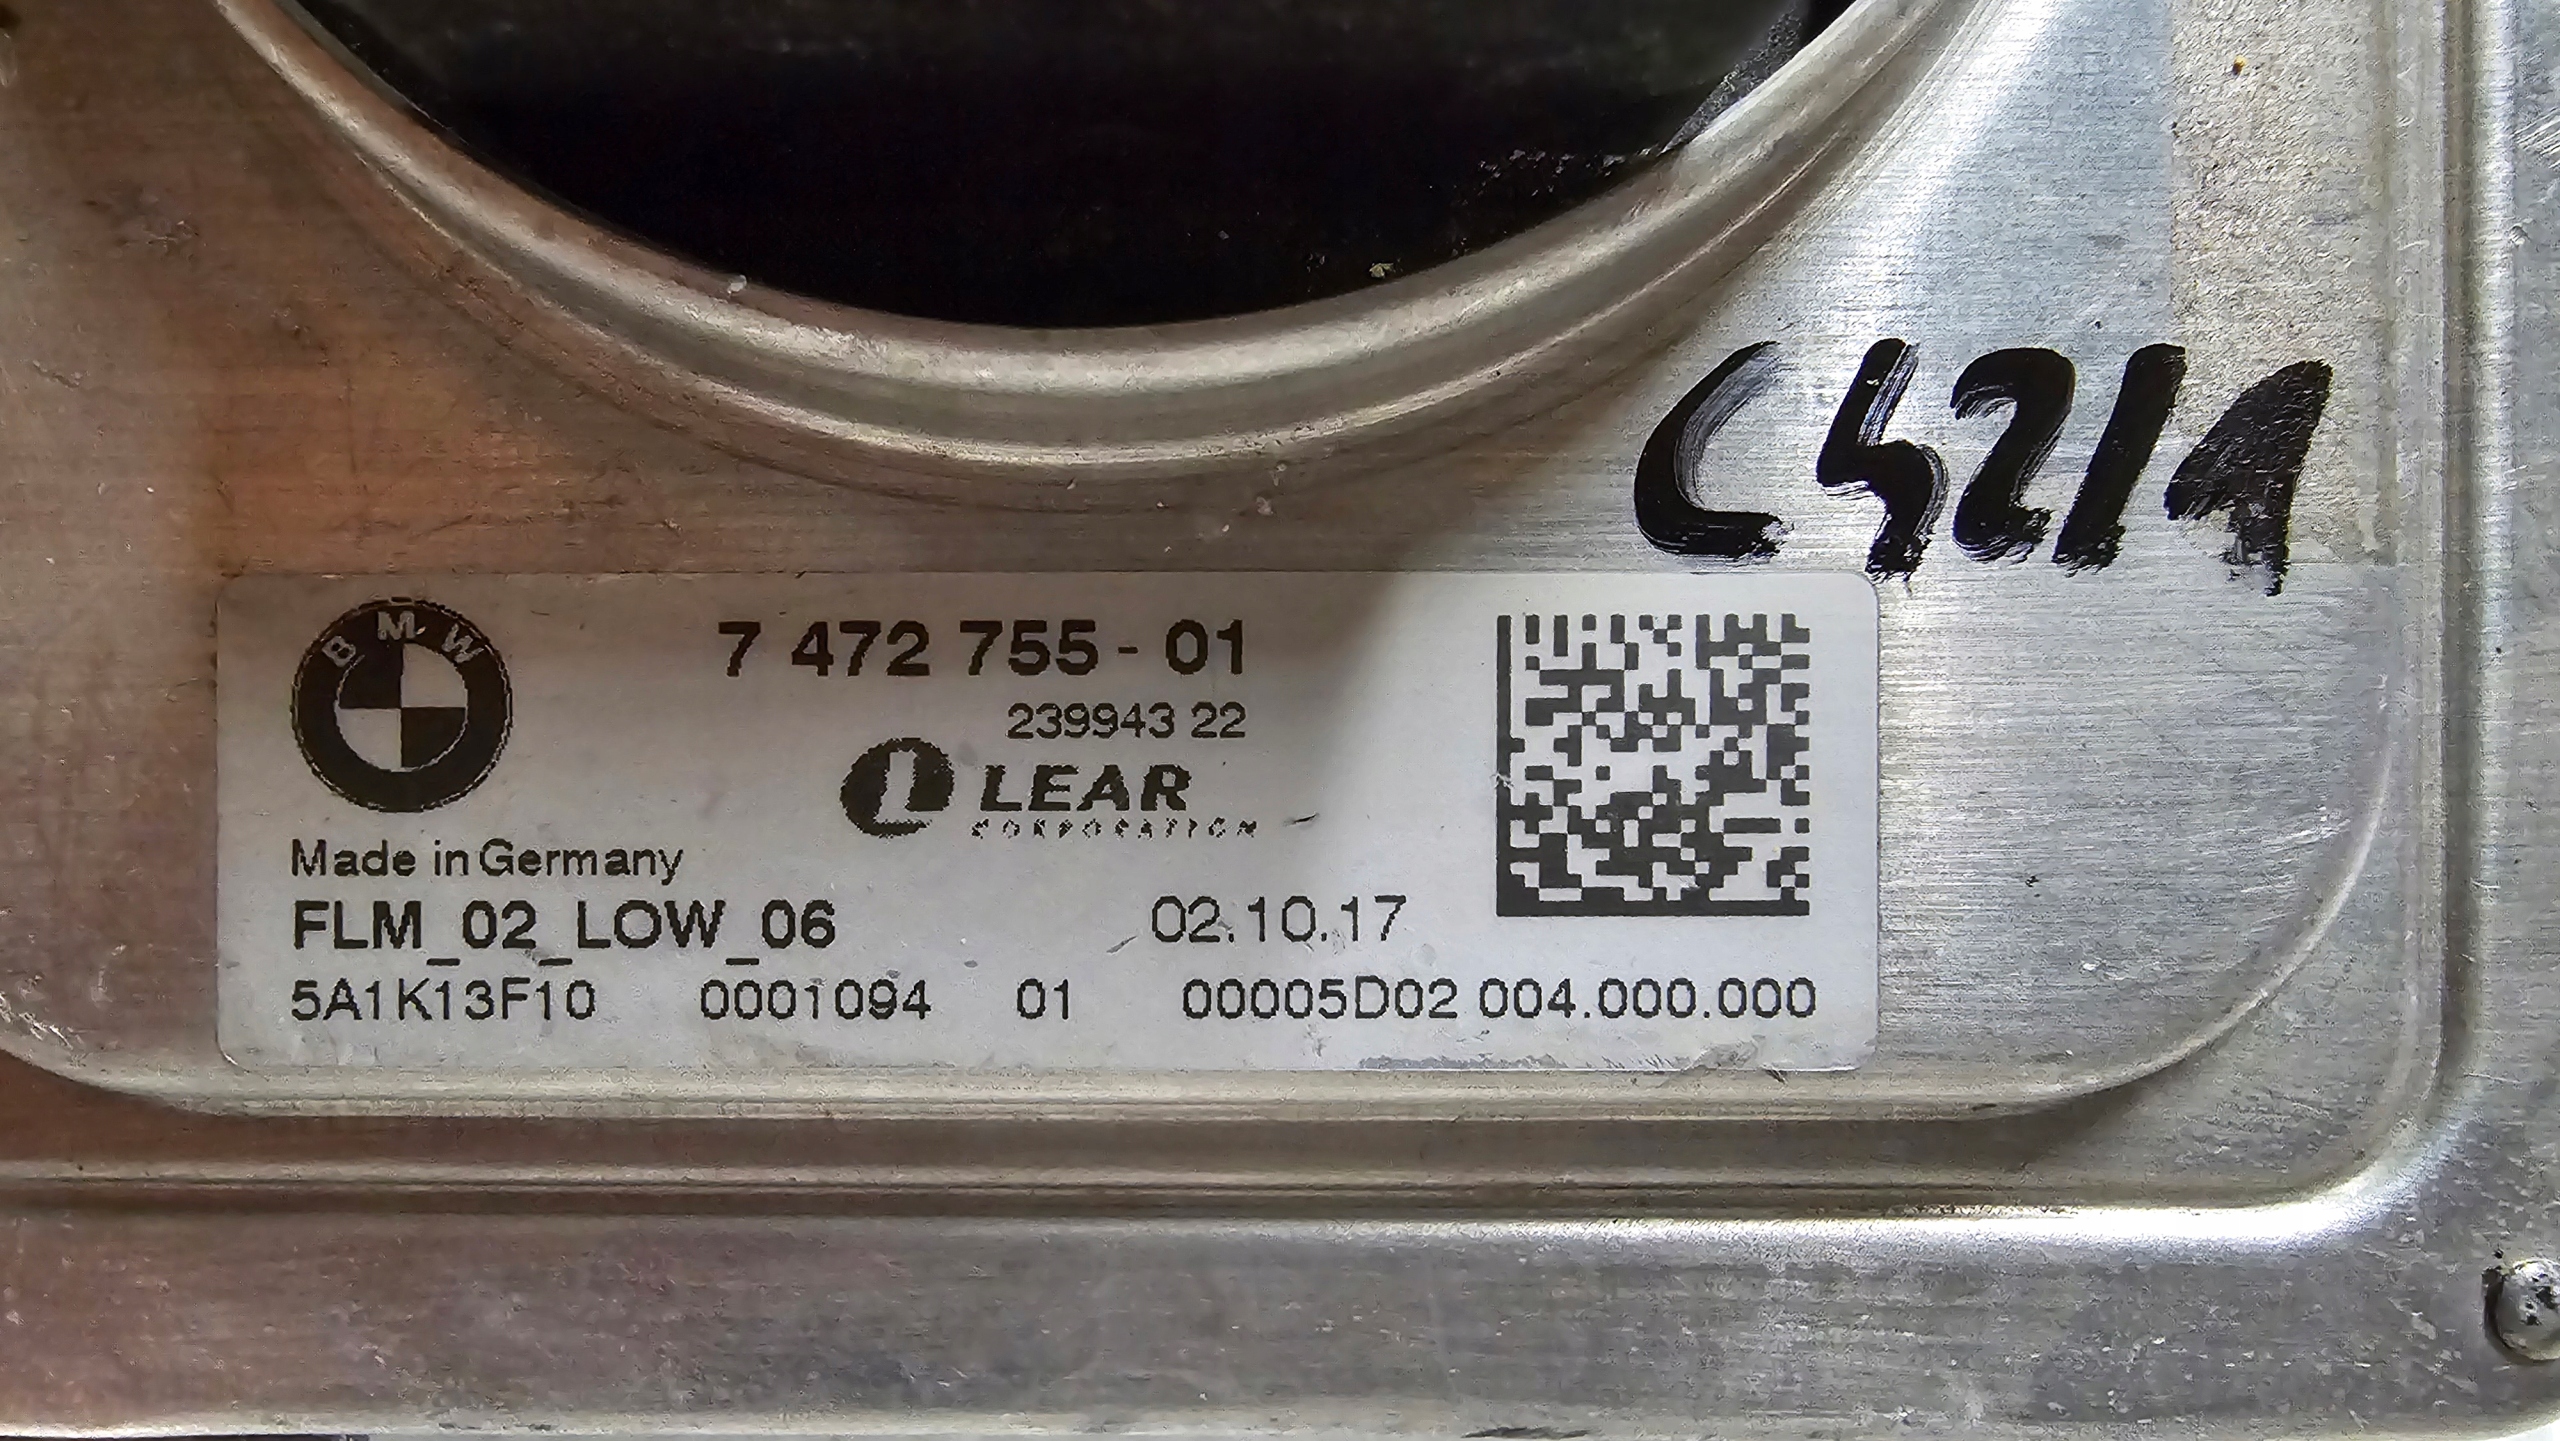 C421A
BMW
7 472 755 - 01
239943 22
LEAR
CORPORATION
Made in Germany
FLM_02_LOW_06 02.10.17
5A1K13F10 0001094 01 00005D02 004.000.000